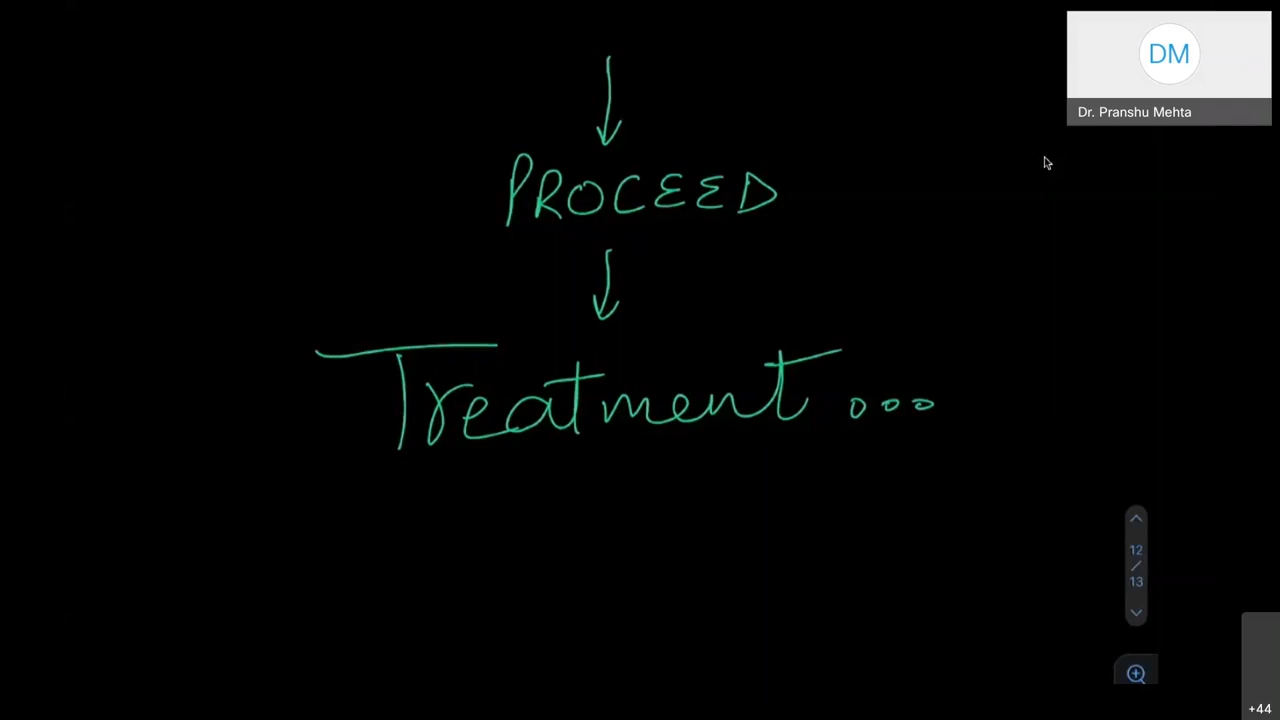 DM
Dr. Pranshu Mehta
PROCEED
Treatment...
12
/
13
+44